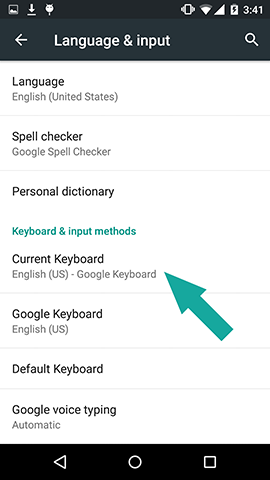 3:41
Language & input
Language
English (United States)
Spell checker
Google Spell Checker
Personal dictionary
Keyboard & input methods
Current Keyboard
English (US) - Google Keyboard
Google Keyboard
English (US)
Default Keyboard
Google voice typing
Automatic